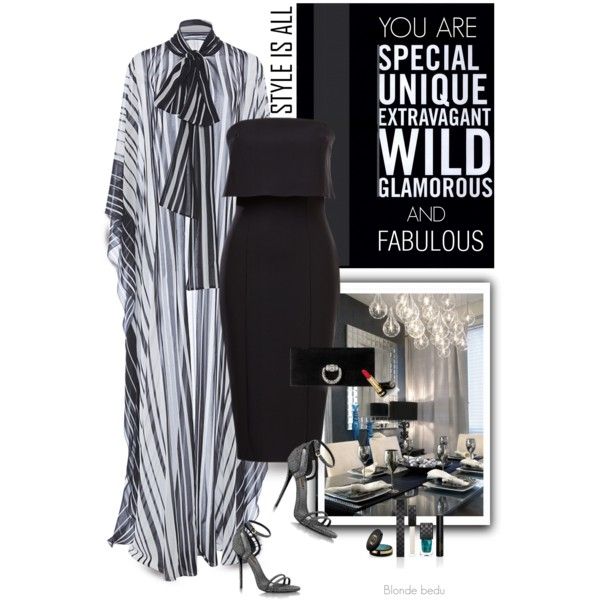 STYLE IS ALL
YOU ARE
SPECIAL
UNIQUE
EXTRAVAGANT
WILD
GLAMOROUS
AND
FABULOUS
Blonde bedu